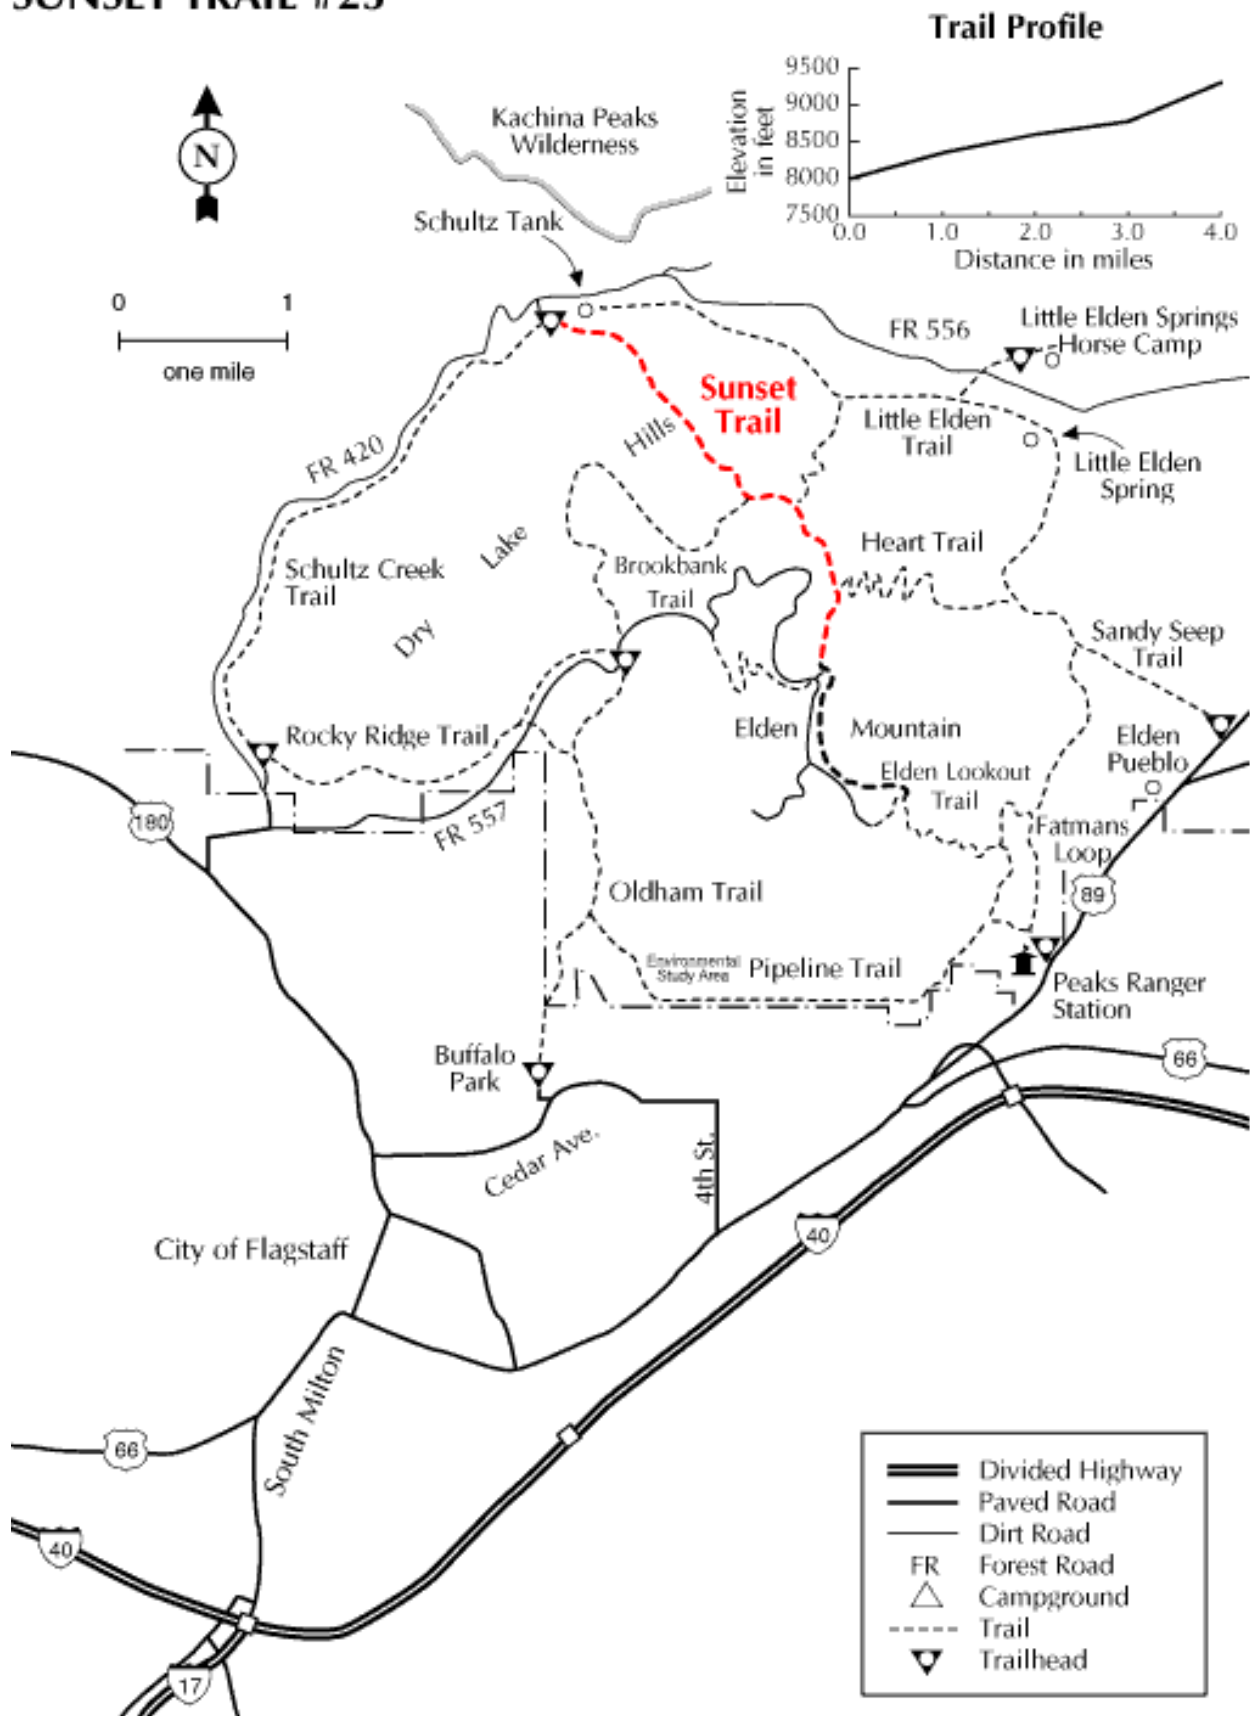 SUNSET TRAIL #23
Trail Profile
9500
9000
8500
8000
7500
Elevation
in feet
0.0 1.0 2.0 3.0 4.0
Distance in miles
N
Kachina Peaks
Wilderness
Schultz Tank
0 1
one mile
FR 556
Little Elden Springs
Horse Camp
Sunset
Trail
Little Elden
Trail
Little Elden
Spring
FR 420
Dry Lake Hills
Schultz Creek
Trail
Brookbank
Trail
Heart Trail
Sandy Seep
Trail
Rocky Ridge Trail
Elden Mountain
Elden
Pueblo
Elden Lookout
Trail
180
FR 557
Fatmans
Loop
89
Oldham Trail
Environmental
Study Area
Pipeline Trail
Peaks Ranger
Station
Buffalo
Park
66
Cedar Ave.
4th St.
40
City of Flagstaff
South Milton
66
40
17
Divided Highway
Paved Road
Dirt Road
FR Forest Road
Campground
Trail
Trailhead